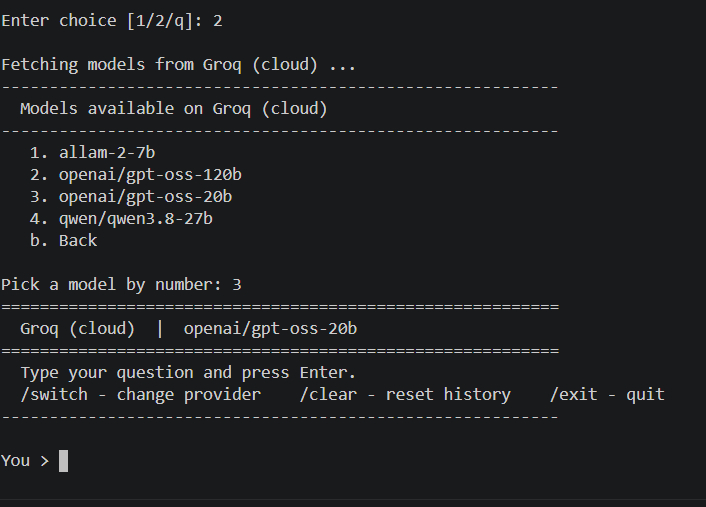 Enter choice [1/2/q]: 2
Fetching models from Groq (cloud) ...
----------------------------------------------------------
Models available on Groq (cloud)
----------------------------------------------------------
1. allam-2-7b
2. openai/gpt-oss-120b
3. openai/gpt-oss-20b
4. qwen/qwen3.8-27b
b. Back
Pick a model by number: 3
==========================================================
Groq (cloud) | openai/gpt-oss-20b
==========================================================
Type your question and press Enter.
/switch - change provider /clear - reset history /exit - quit
----------------------------------------------------------
You >